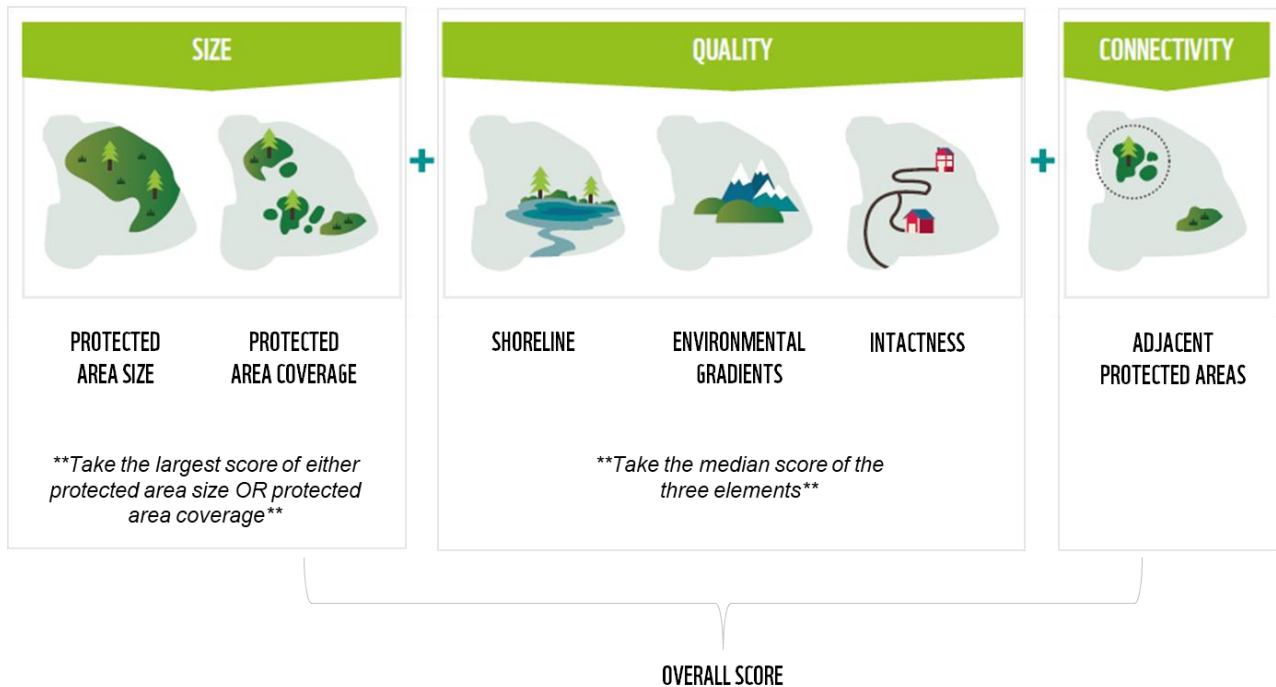 SIZE
QUALITY
CONNECTIVITY
+
+
PROTECTED
AREA SIZE
PROTECTED
AREA COVERAGE
SHORELINE
ENVIRONMENTAL
GRADIENTS
INTACTNESS
ADJACENT
PROTECTED AREAS
**Take the largest score of either
protected area size OR protected
area coverage**
**Take the median score of the
three elements**
OVERALL SCORE